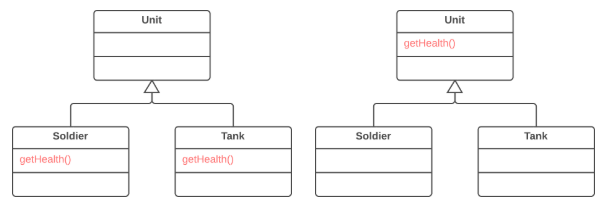 Unit
Soldier
getHealth()
Tank
getHealth()
Unit
getHealth()
Soldier
Tank